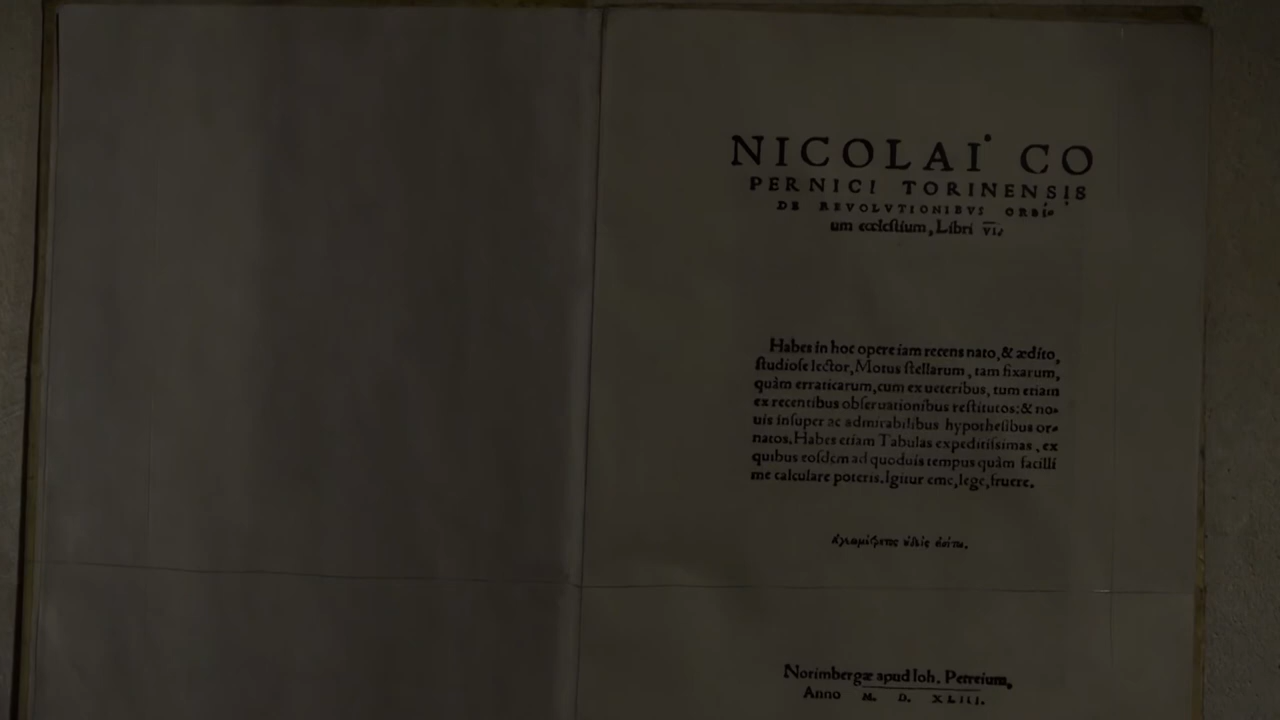 NICOLAI CO
PERNICI TORINENSIS
DE REVOLVTIONIBVS ORBI-
um cœlestium, Libri VI.
Habes in hoc opere iam recens nato, & ædito,
studiose lector, Motus stellarum, tam fixarum,
quàm erraticarum, cum ex ueteribus, tum etiam
ex recentibus obseruationibus restitutos: & no-
uis insuper ac admirabilibus hypothesibus or-
natos. Habes etiam Tabulas expeditissimas, ex
quibus eosdem ad quoduis tempus quàm facilli
me calculare poteris. Igitur eme, lege, fruere.
Norimbergæ apud Ioh. Petreium,
Anno M. D. XLIII.